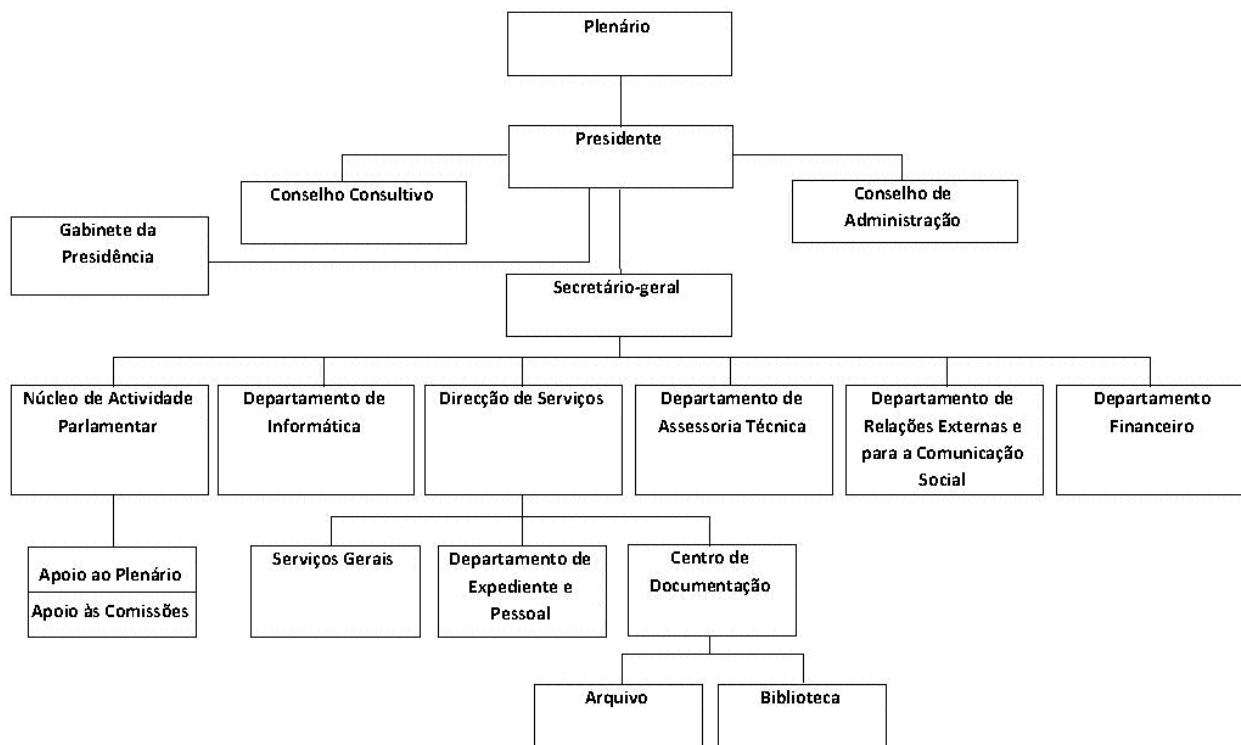 Plenário
Presidente
Conselho Consultivo
Conselho de
Administração
Gabinete da
Presidência
Secretário-geral
Núcleo de Actividade
Parlamentar
Departamento de
Informática
Direcção de Serviços
Departamento de
Assessoria Técnica
Departamento de
Relações Externas e
para a Comunicação
Social
Departamento
Financeiro
Apoio ao Plenário
Apoio às Comissões
Serviços Gerais
Departamento de
Expediente e
Pessoal
Centro de
Documentação
Arquivo
Biblioteca